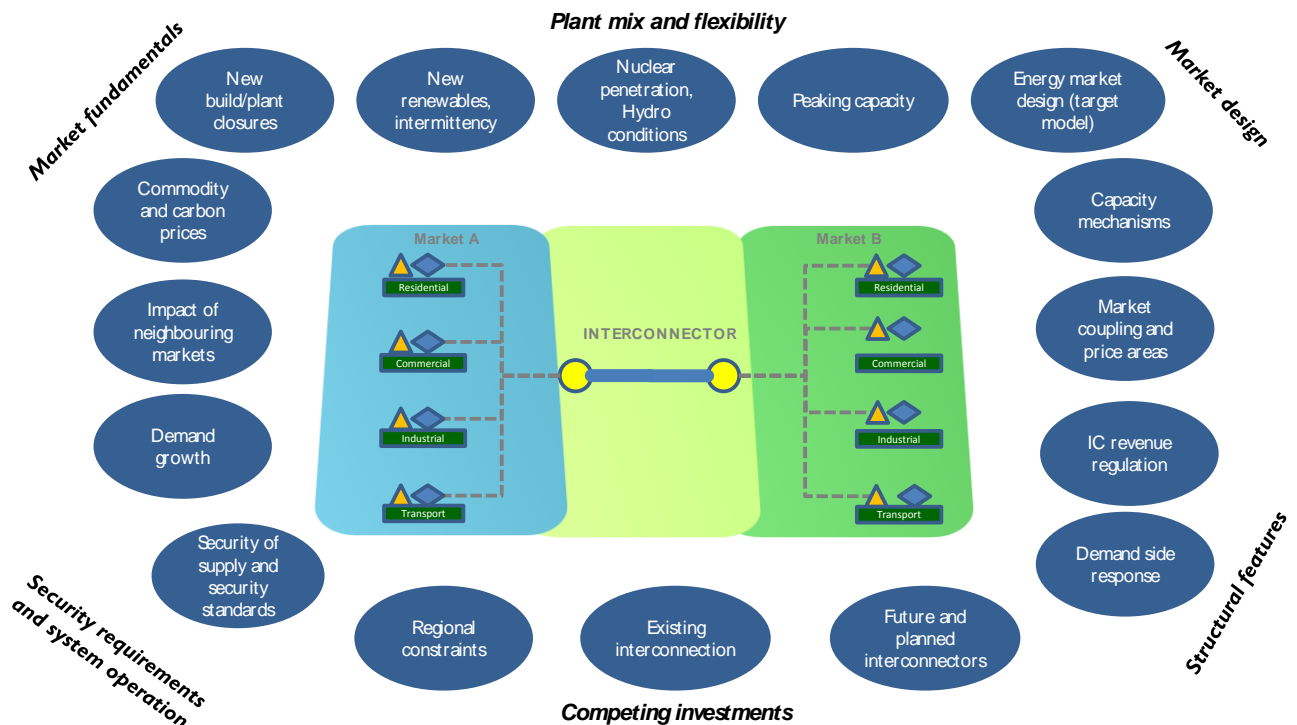 Plant mix and flexibility
Market fundamentals
Market design
New
build/plant
closures
New
renewables,
intermittency
Nuclear
penetration,
Hydro
conditions
Peaking capacity
Energy market
design (target
model)
Commodity
and carbon
prices
Capacity
mechanisms
Impact of
neighbouring
markets
Market
coupling and
price areas
Demand
growth
IC revenue
regulation
Security of
supply and
security
standards
Demand side
response
Market A
Residential
Commercial
Industrial
Transport
INTERCONNECTOR
Market B
Residential
Commercial
Industrial
Transport
Regional
constraints
Existing
interconnection
Future and
planned
interconnectors
Security requirements
and system operation
Structural features
Competing investments